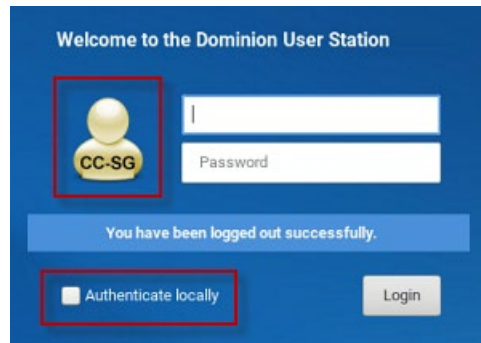 Welcome to the Dominion User Station
CC-SG
Password
You have been logged out successfully.
Authenticate locally
Login